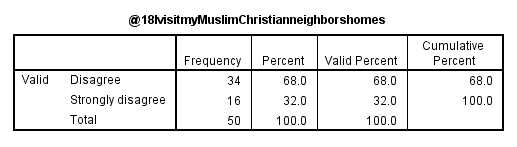 @18IvisitmyMuslimChristianneighborshomes
Frequency Percent Valid Percent Cumulative Percent
Valid Disagree 34 68.0 68.0 68.0
Strongly disagree 16 32.0 32.0 100.0
Total 50 100.0 100.0